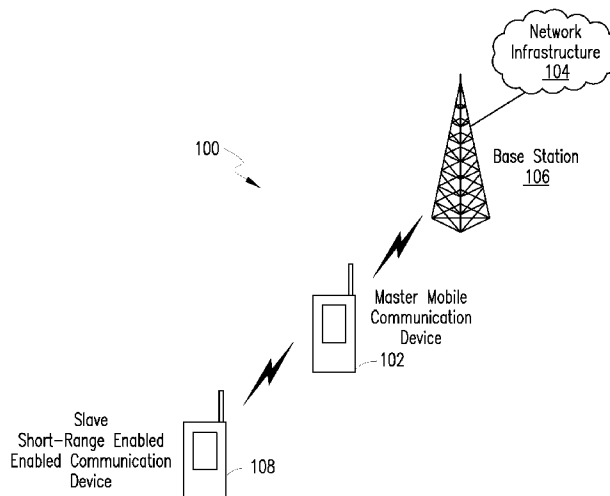 Network
Infrastructure
104
100
Base Station
106
Master Mobile
Communication
Device
102
Slave
Short-Range Enabled
Enabled Communication
Device
108